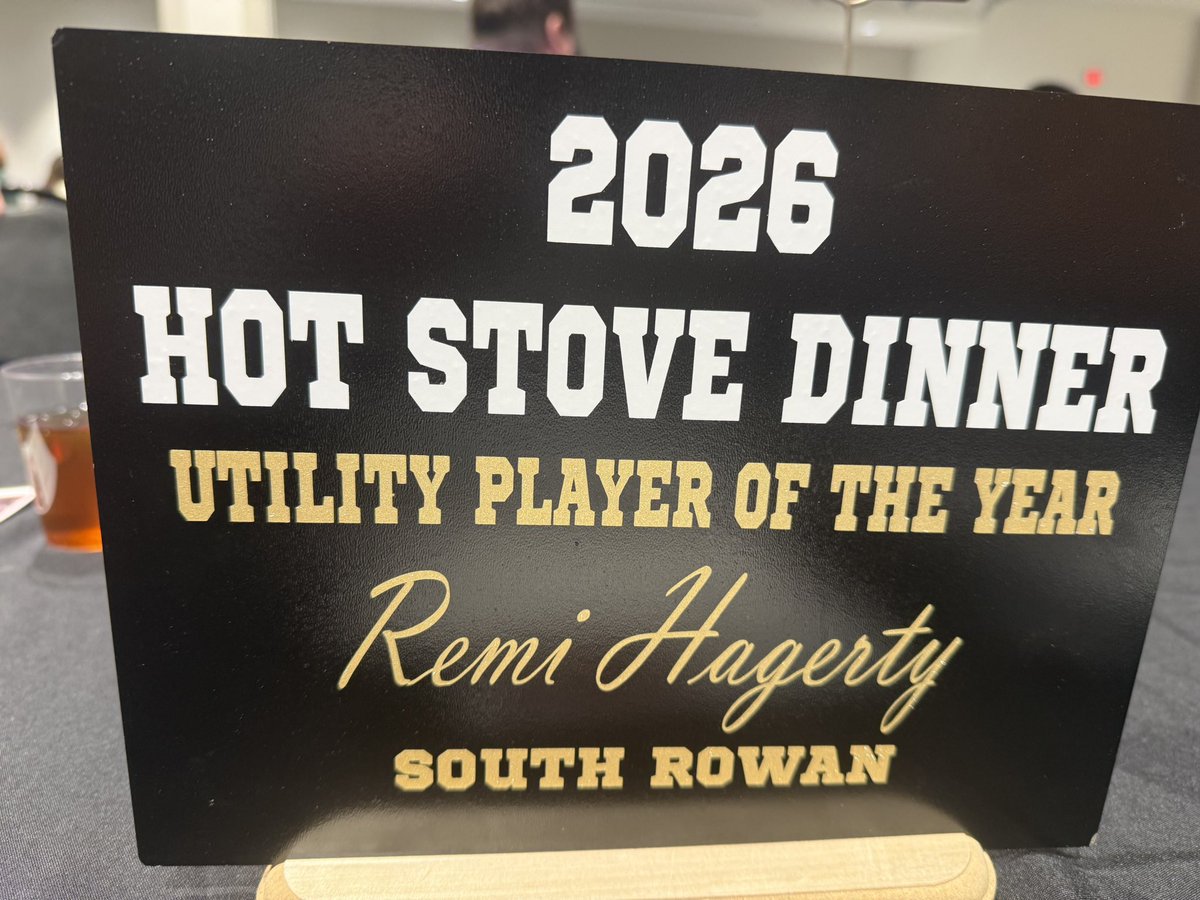 2026
HOT STOVE DINNER
UTILITY PLAYER OF THE YEAR
Remi Hagerty
SOUTH ROWAN